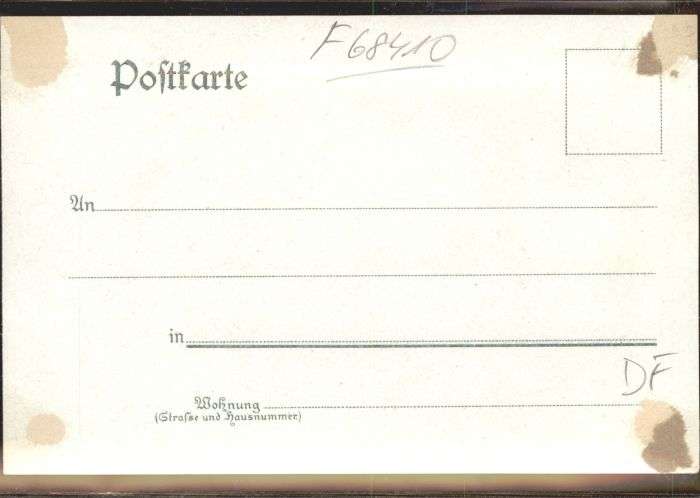 F68410
Poſtkarte
An
in
DF
Wohnung
(Straſse und Hausnummer)